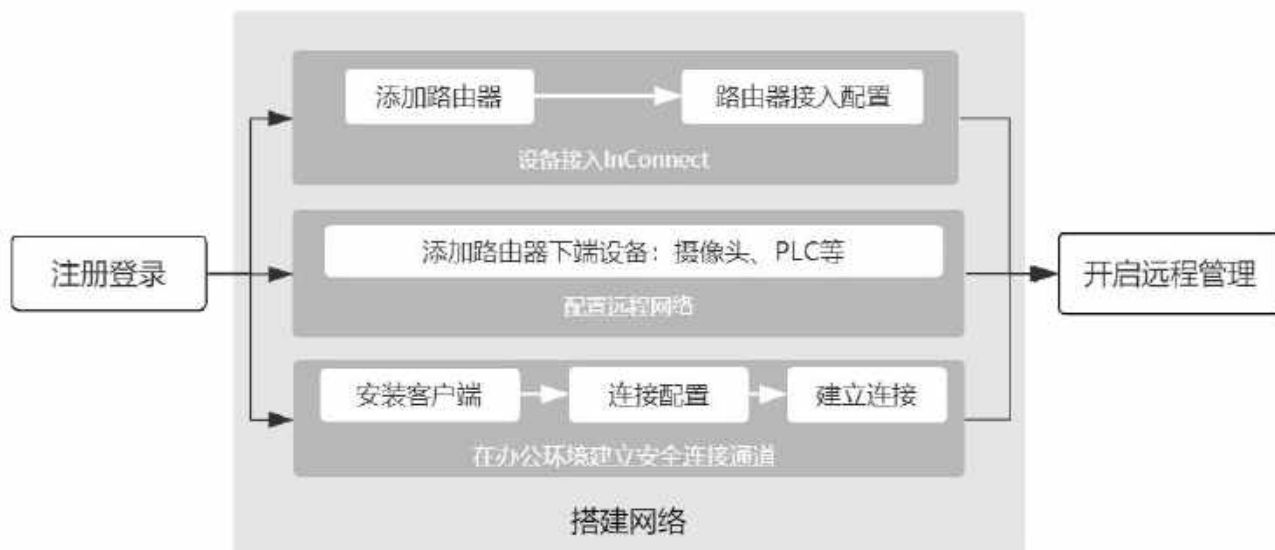 添加路由器
路由器接入配置
设备接入InConnect
注册登录
添加路由器下端设备：摄像头、PLC等
配置远程网络
开启远程管理
安装客户端
连接配置
建立连接
在办公环境建立安全连接通道
搭建网络